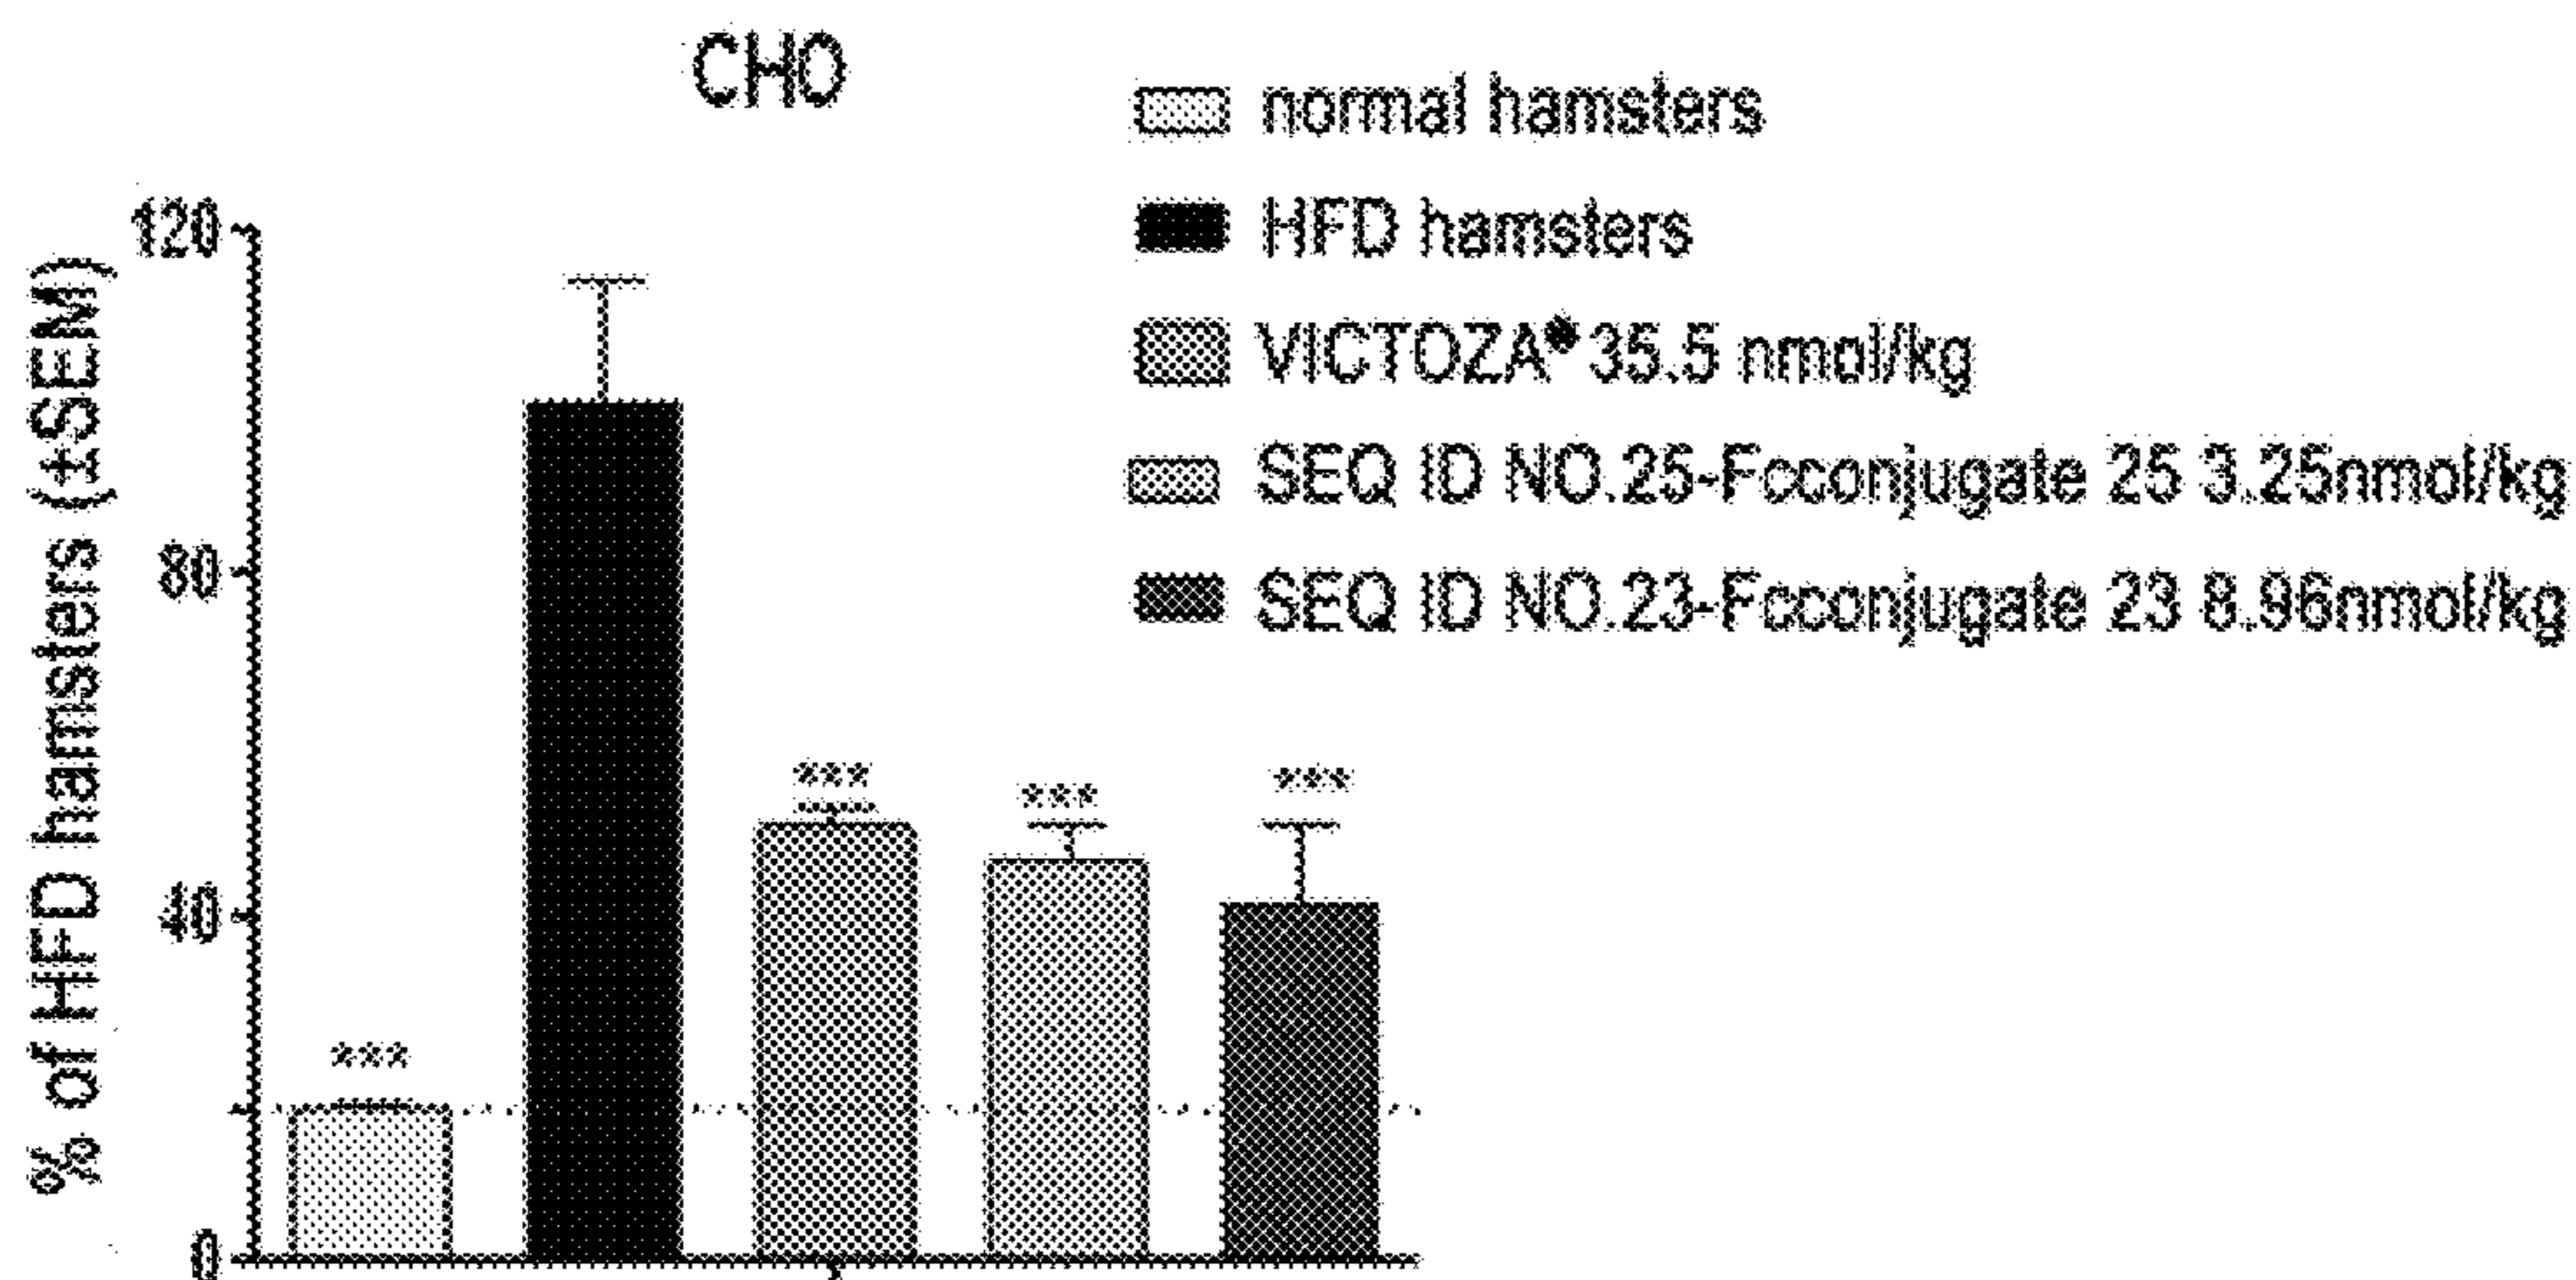 CHO
normal hamsters
HFD hamsters
VICTOZA® 35.5 nmol/kg
SEQ ID NO.25-Fcconjugate 25 3.25nmol/kg
SEQ ID NO.23-Fcconjugate 23 8.96nmol/kg
% of HFD hamsters (±SEM)
120
80
40
0
***
***
***
***